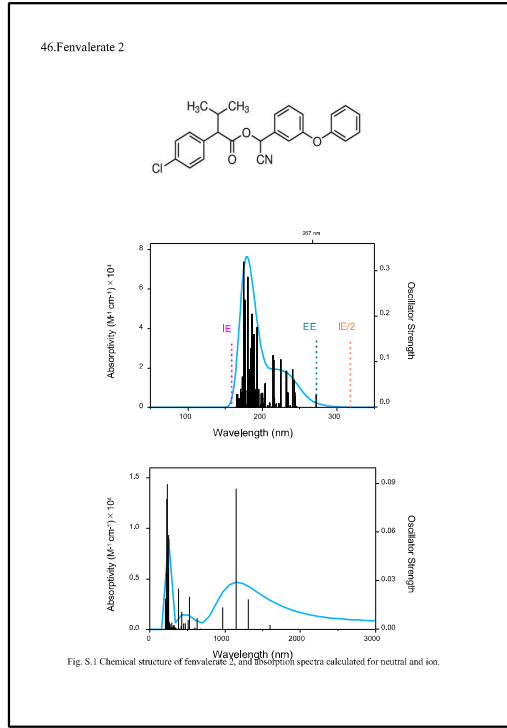 46.Fenvalerate 2
H₃C
CH₃
O
O
CN
O
Cl
267 nm
8
6
4
2
0
Absorptivity (M⁻¹ cm⁻¹) × 10⁴
IE
EE
IE/2
0.3
0.2
0.1
0.0
Oscillator Strength
100
200
300
Wavelength (nm)
1.5
1.0
0.5
0.0
Absorptivity (M⁻¹ cm⁻¹) × 10⁴
0.09
0.06
0.03
0.00
Oscillator Strength
0
1000
2000
3000
Wavelength (nm)
Fig. S.1 Chemical structure of fenvalerate 2, and absorption spectra calculated for neutral and ion.